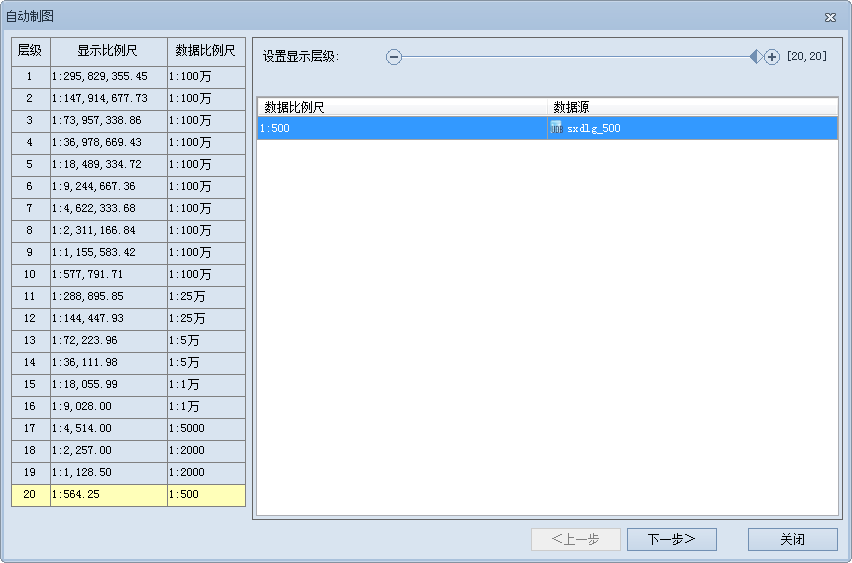 自动制图
层级 显示比例尺 数据比例尺
1 1:295,829,355.45 1:100万
2 1:147,914,677.73 1:100万
3 1:73,957,338.86 1:100万
4 1:36,978,669.43 1:100万
5 1:18,489,334.72 1:100万
6 1:9,244,667.36 1:100万
7 1:4,622,333.68 1:100万
8 1:2,311,166.84 1:100万
9 1:1,155,583.42 1:100万
10 1:577,791.71 1:100万
11 1:288,895.85 1:25万
12 1:144,447.93 1:25万
13 1:72,223.96 1:5万
14 1:36,111.98 1:5万
15 1:18,055.99 1:1万
16 1:9,028.00 1:1万
17 1:4,514.00 1:5000
18 1:2,257.00 1:2000
19 1:1,128.50 1:2000
20 1:564.25 1:500
设置显示层级: [20,20]
数据比例尺 数据源
1:500 sxdlg_500
<上一步 下一步> 关闭